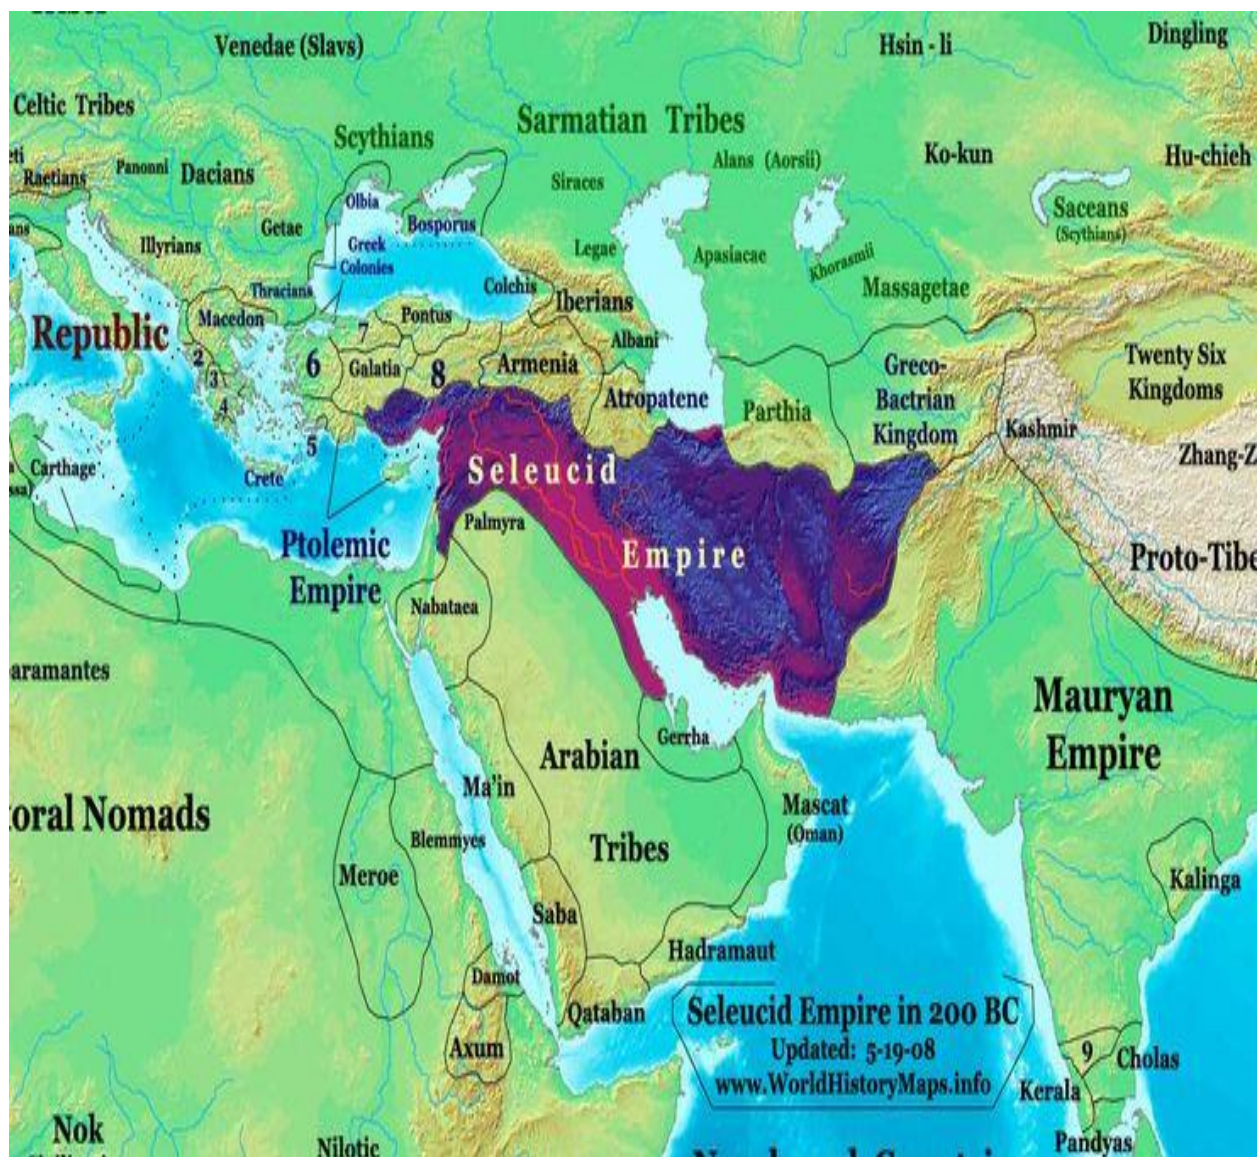 Venedae (Slavs)
Hsin - li
Dingling
Celtic Tribes
Scythians
Sarmatian Tribes
Alans (Aorsii)
Ko-kun
Hu-chieh
Raetians
Panonni
Dacians
Siraces
Olbia
Bosporus
Saceans
(Scythians)
Getae
Illyrians
Greek
Colonies
Legae
Apasiacae
Khorasmii
Massagetae
Thracians
Colchis
Iberians
Republic
Macedon
7
Pontus
Albani
2
3
4
6
Galatia
8
Armenia
Atropatene
Parthia
Greco-
Bactrian
Kingdom
Kashmir
Twenty Six
Kingdoms
5
Carthage
Crete
Seleucid
Empire
Zhang-Z
Palmyra
Ptolemic
Empire
Proto-Tibe
Nabataea
aramantes
Mauryan
Empire
Gerrha
Arabian
Tribes
Ma'in
Mascat
(Oman)
toral Nomads
Blemmyes
Meroe
Kalinga
Saba
Hadramaut
Damot
Qataban
Axum
Seleucid Empire in 200 BC
Updated: 5-19-08
www.WorldHistoryMaps.info
9
Cholas
Kerala
Pandyas
Nok
Nilotic